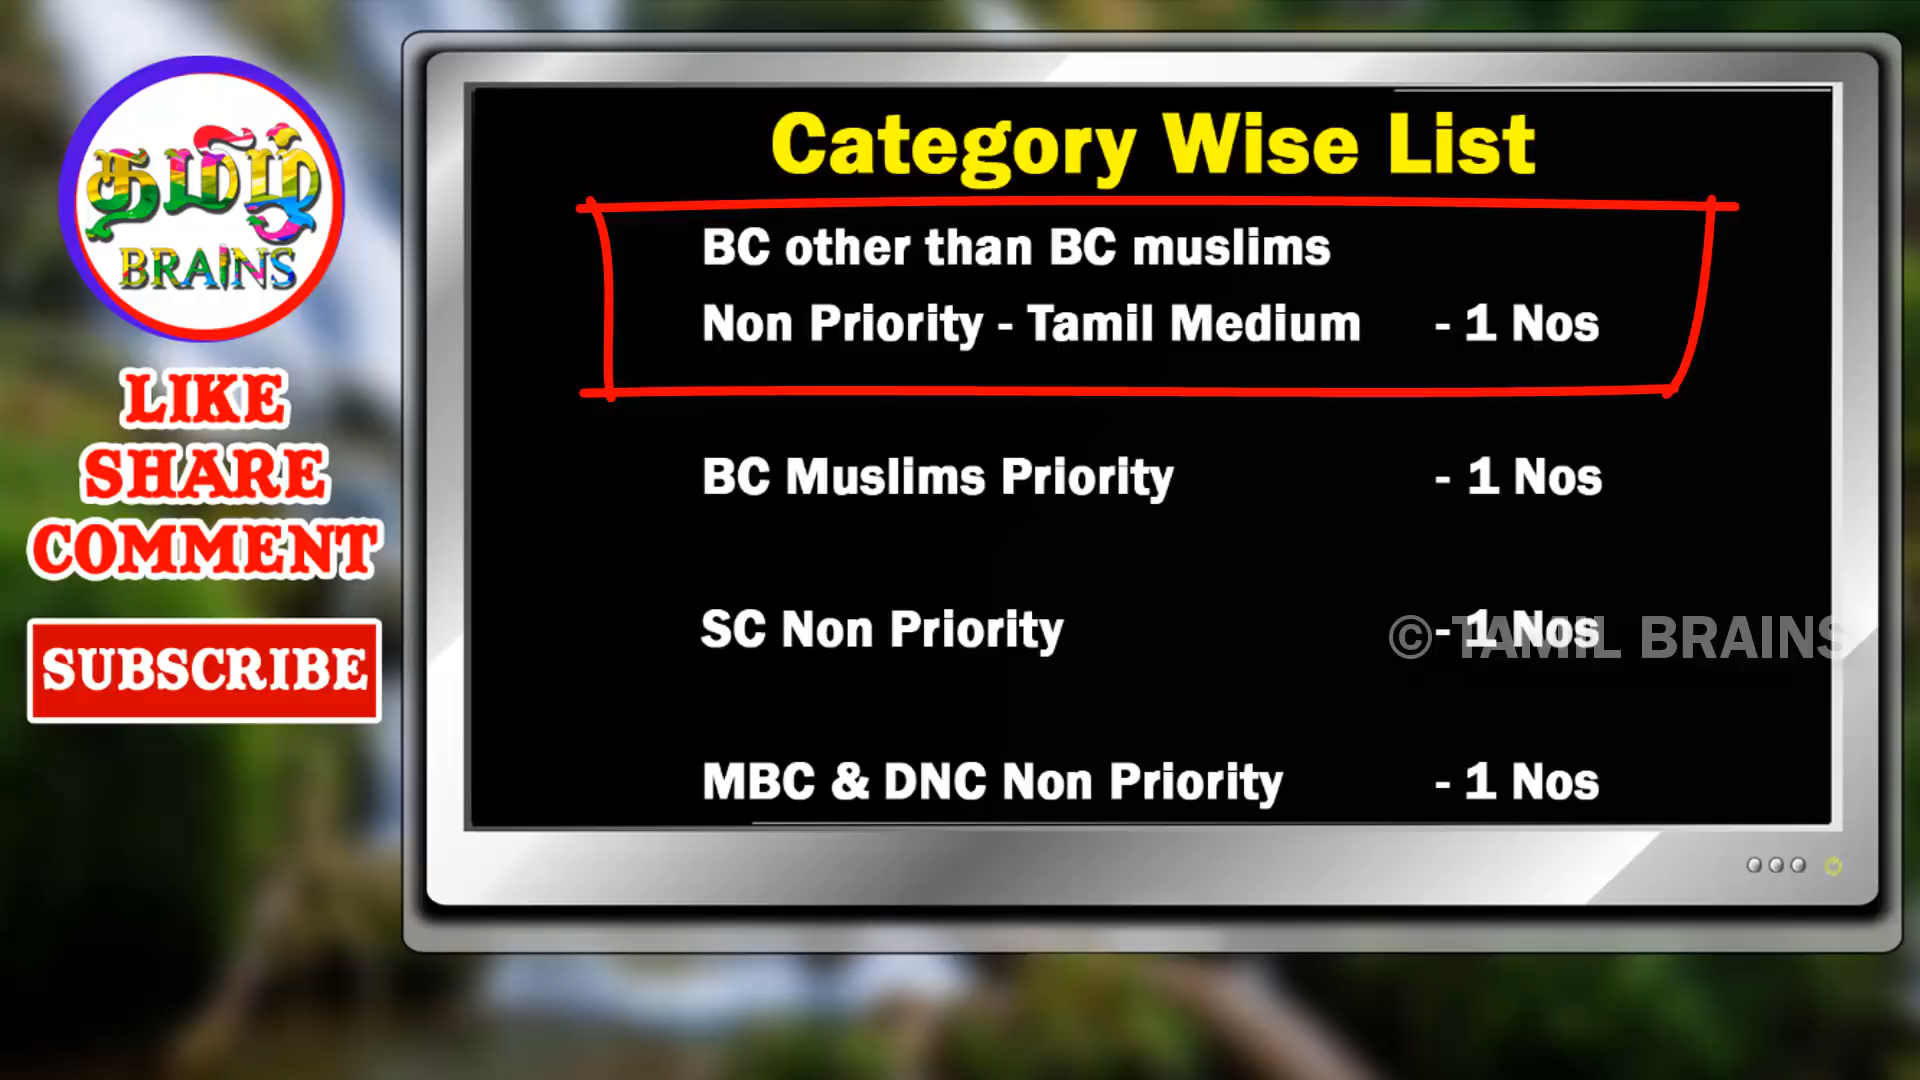 தமிழ்
BRAINS
LIKE
SHARE
COMMENT
SUBSCRIBE
Category Wise List
BC other than BC muslims
Non Priority - Tamil Medium - 1 Nos
BC Muslims Priority - 1 Nos
SC Non Priority - 1 Nos
© TAMIL BRAINS
MBC & DNC Non Priority - 1 Nos